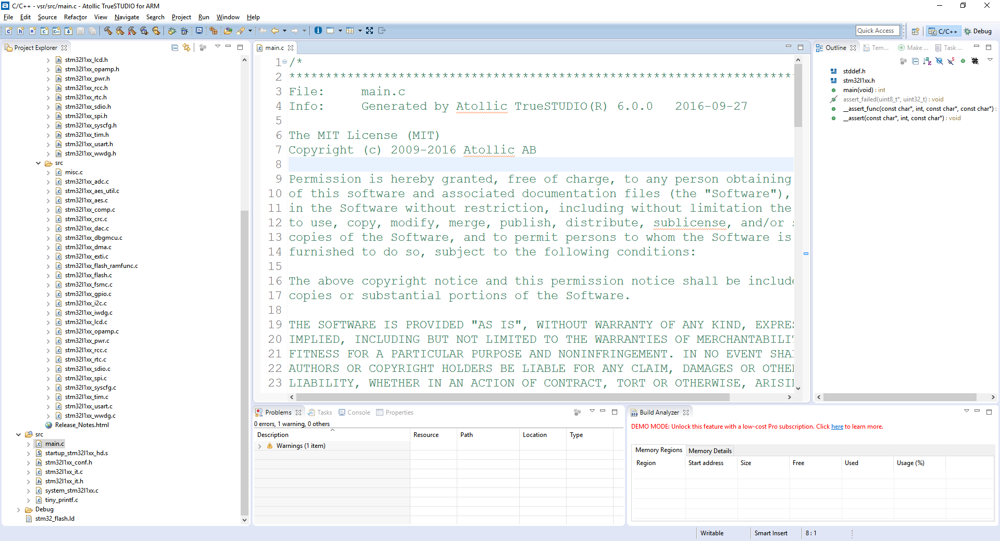 C/C++ - vsr/src/main.c - Atollic TrueSTUDIO for ARM
File Edit Source Refactor View Navigate Search Project Run Window Help
Quick Access
C/C++
Debug
Project Explorer
stm32l1xx_lcd.h
stm32l1xx_opamp.h
stm32l1xx_pwr.h
stm32l1xx_rcc.h
stm32l1xx_rtc.h
stm32l1xx_sdio.h
stm32l1xx_spi.h
stm32l1xx_syscfg.h
stm32l1xx_tim.h
stm32l1xx_usart.h
stm32l1xx_wwdg.h
src
misc.c
stm32l1xx_adc.c
stm32l1xx_aes_util.c
stm32l1xx_aes.c
stm32l1xx_comp.c
stm32l1xx_crc.c
stm32l1xx_dac.c
stm32l1xx_dbgmcu.c
stm32l1xx_dma.c
stm32l1xx_exti.c
stm32l1xx_flash_ramfunc.c
stm32l1xx_flash.c
stm32l1xx_fsmc.c
stm32l1xx_gpio.c
stm32l1xx_i2c.c
stm32l1xx_iwdg.c
stm32l1xx_lcd.c
stm32l1xx_opamp.c
stm32l1xx_pwr.c
stm32l1xx_rcc.c
stm32l1xx_rtc.c
stm32l1xx_sdio.c
stm32l1xx_spi.c
stm32l1xx_syscfg.c
stm32l1xx_tim.c
stm32l1xx_usart.c
stm32l1xx_wwdg.c
Release_Notes.html
src
main.c
startup_stm32l1xx_hd.s
stm32l1xx_conf.h
stm32l1xx_it.c
stm32l1xx_it.h
system_stm32l1xx.c
tiny_printf.c
Debug
stm32_flash.ld
main.c
1 /*
2 *********************************************************************
3 File: main.c
4 Info: Generated by Atollic TrueSTUDIO(R) 6.0.0 2016-09-27
5
6 The MIT License (MIT)
7 Copyright (c) 2009-2016 Atollic AB
8
9 Permission is hereby granted, free of charge, to any person obtaining
10 of this software and associated documentation files (the "Software"),
11 in the Software without restriction, including without limitation the
12 to use, copy, modify, merge, publish, distribute, sublicense, and/or
13 copies of the Software, and to permit persons to whom the Software is
14 furnished to do so, subject to the following conditions:
15
16 The above copyright notice and this permission notice shall be include
17 copies or substantial portions of the Software.
18
19 THE SOFTWARE IS PROVIDED "AS IS", WITHOUT WARRANTY OF ANY KIND, EXPRES
20 IMPLIED, INCLUDING BUT NOT LIMITED TO THE WARRANTIES OF MERCHANTABILIT
21 FITNESS FOR A PARTICULAR PURPOSE AND NONINFRINGEMENT. IN NO EVENT SHA
22 AUTHORS OR COPYRIGHT HOLDERS BE LIABLE FOR ANY CLAIM, DAMAGES OR OTHE
23 LIABILITY, WHETHER IN AN ACTION OF CONTRACT, TORT OR OTHERWISE, ARISIN
Outline Tem... Make ... Task ...
stddef.h
stm32l1xx.h
main(void) : int
assert_failed(uint8_t*, uint32_t) : void
__assert_func(const char*, int, const char*, const char*) :
__assert(const char*, int, const char*) : void
Problems Tasks Console Properties
0 errors, 1 warning, 0 others
Description Resource Path Location Type
Warnings (1 item)
Build Analyzer
DEMO MODE: Unlock this feature with a low-cost Pro subscription. Click here to learn more.
Memory Regions Memory Details
Region Start address Size Free Used Usage (%)
Writable Smart Insert 8 : 1